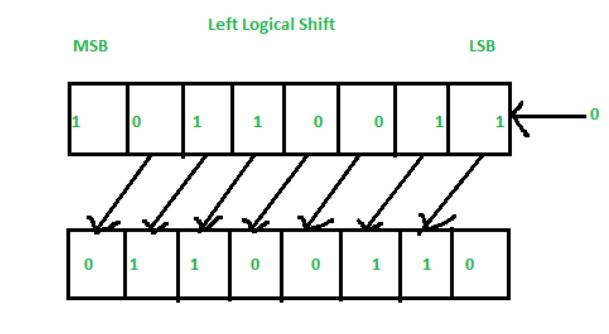 Left Logical Shift
MSB LSB
1 0 1 1 0 0 1 1 0
0 1 1 0 0 1 1 0